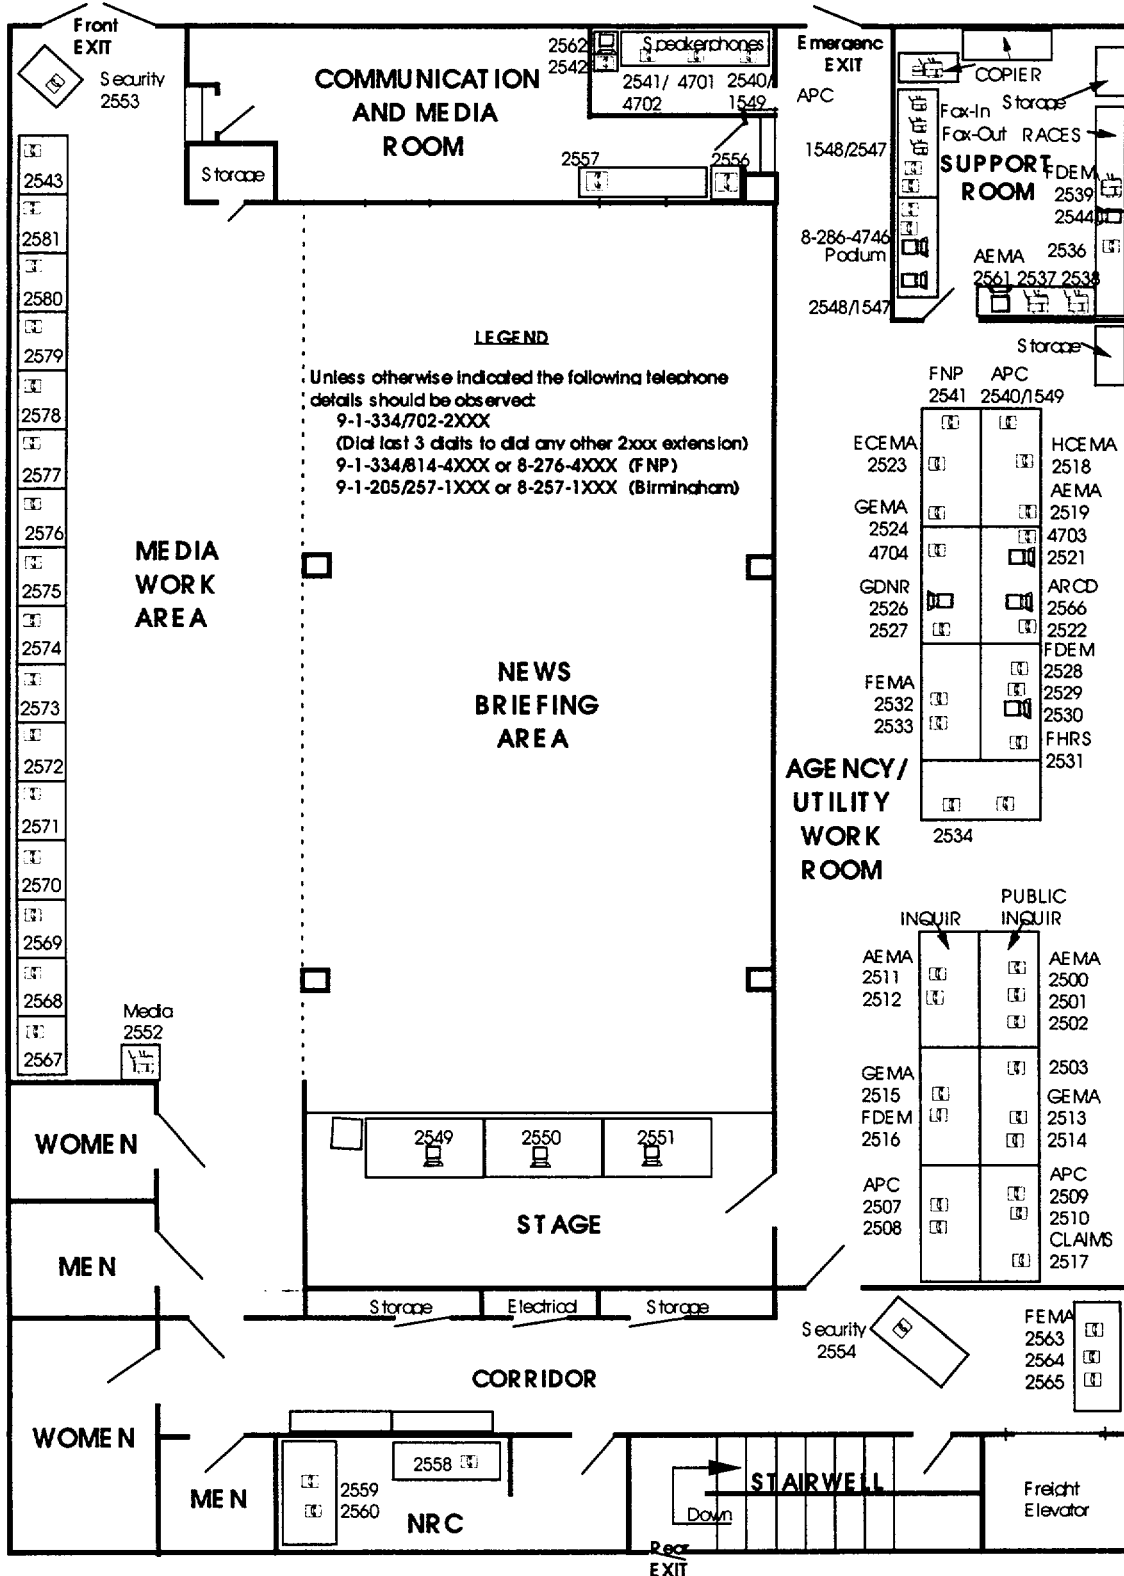 Front
EXIT
Security
2553
COMMUNICATION
AND MEDIA
ROOM
Storage
2562
2542
Speakerphones
2541/ 4701 2540/
4702 1549
2557
2556
Emergenc
EXIT
APC
1548/2547
8-286-4746
Podium
2548/1547
COPIER
Storage
Fax-In
Fax-Out RACES
SUPPORT
ROOM
FDEM
2539
2544
2536
AEMA
2561 2537 2538
Storage
2543
2581
2580
2579
2578
2577
2576
2575
2574
2573
2572
2571
2570
2569
2568
2567
MEDIA
WORK
AREA
Media
2552
LEGEND
Unless otherwise indicated the following telephone
details should be observed:
9-1-334/702-2XXX
(Dial last 3 digits to dial any other 2xxx extension)
9-1-334/814-4XXX or 8-276-4XXX (FNP)
9-1-205/257-1XXX or 8-257-1XXX (Birmingham)
NEWS
BRIEFING
AREA
FNP APC
2541 2540/1549
ECEMA
2523
GEMA
2524
4704
GDNR
2526
2527
FEMA
2532
2533
HCEMA
2518
AEMA
2519
4703
2521
ARCD
2566
2522
FDEM
2528
2529
2530
FHRS
2531
2534
AGENCY/
UTILITY
WORK
ROOM
INQUIR
PUBLIC
INQUIR
AEMA
2511
2512
GEMA
2515
FDEM
2516
APC
2507
2508
AEMA
2500
2501
2502
2503
GEMA
2513
2514
APC
2509
2510
CLAIMS
2517
WOMEN
MEN
2549 2550 2551
STAGE
Storage Electrical Storage
Security
2554
FEMA
2563
2564
2565
CORRIDOR
WOMEN
MEN
2558
2559
2560
NRC
STAIRWELL
Down
Rear
EXIT
Freight
Elevator